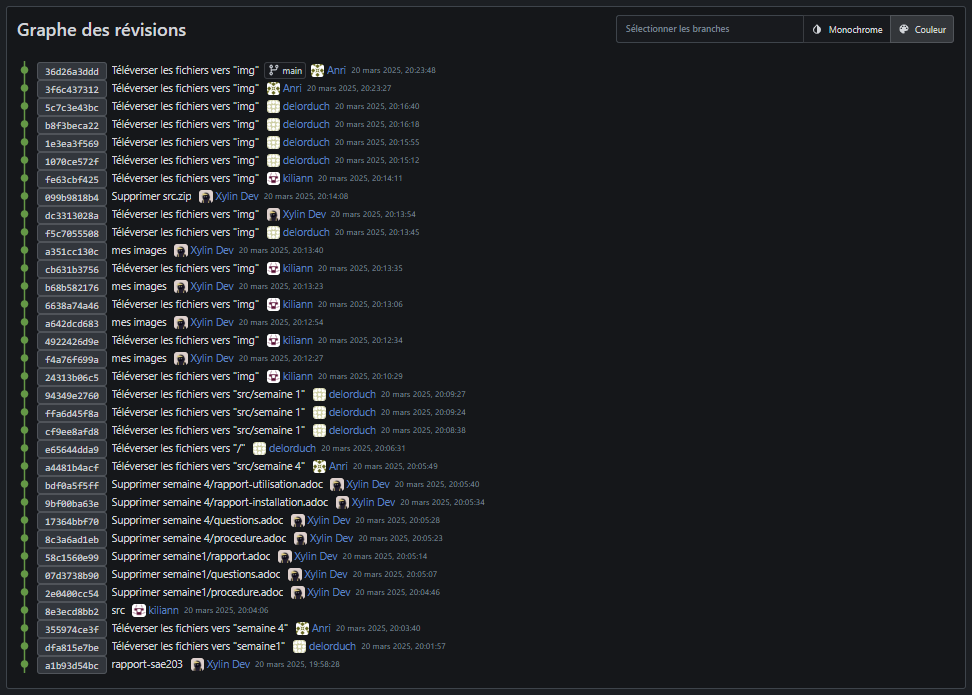 Graphe des révisions
Sélectionner les branches Monochrome Couleur
36d26a3ddd Téléverser les fichiers vers "img" main Anri 20 mars 2025, 20:23:48
3f6c437312 Téléverser les fichiers vers "img" Anri 20 mars 2025, 20:23:27
5c7c3e43bc Téléverser les fichiers vers "img" delorduch 20 mars 2025, 20:16:40
b8f3beca22 Téléverser les fichiers vers "img" delorduch 20 mars 2025, 20:16:18
1e3ea3f569 Téléverser les fichiers vers "img" delorduch 20 mars 2025, 20:15:55
1070ce572f Téléverser les fichiers vers "img" delorduch 20 mars 2025, 20:15:12
fe63cbf425 Téléverser les fichiers vers "img" kiliann 20 mars 2025, 20:14:11
099b9818b4 Supprimer src.zip Xylin Dev 20 mars 2025, 20:14:08
dc3313028a Téléverser les fichiers vers "img" Xylin Dev 20 mars 2025, 20:13:54
f5c7055508 Téléverser les fichiers vers "img" delorduch 20 mars 2025, 20:13:45
a351cc130c mes images Xylin Dev 20 mars 2025, 20:13:40
cb631b3756 Téléverser les fichiers vers "img" kiliann 20 mars 2025, 20:13:35
b68b582176 mes images Xylin Dev 20 mars 2025, 20:13:23
6638a74a46 Téléverser les fichiers vers "img" kiliann 20 mars 2025, 20:13:06
a642dcd683 mes images Xylin Dev 20 mars 2025, 20:12:54
4922426d9e Téléverser les fichiers vers "img" kiliann 20 mars 2025, 20:12:34
f4a76f699a mes images Xylin Dev 20 mars 2025, 20:12:27
24313b06c5 Téléverser les fichiers vers "img" kiliann 20 mars 2025, 20:10:29
94349e2760 Téléverser les fichiers vers "src/semaine 1" delorduch 20 mars 2025, 20:09:27
ffa6d45f8a Téléverser les fichiers vers "src/semaine 1" delorduch 20 mars 2025, 20:09:24
cf9ee8afd8 Téléverser les fichiers vers "src/semaine 1" delorduch 20 mars 2025, 20:08:38
e65644dda9 Téléverser les fichiers vers "/" delorduch 20 mars 2025, 20:06:31
a4481b4acf Téléverser les fichiers vers "src/semaine 4" Anri 20 mars 2025, 20:05:49
bdf0a5f5ff Supprimer semaine 4/rapport-utilisation.adoc Xylin Dev 20 mars 2025, 20:05:40
9bf00ba63e Supprimer semaine 4/rapport-installation.adoc Xylin Dev 20 mars 2025, 20:05:34
17364bbf70 Supprimer semaine 4/questions.adoc Xylin Dev 20 mars 2025, 20:05:28
8c3a6ad1eb Supprimer semaine 4/procedure.adoc Xylin Dev 20 mars 2025, 20:05:23
58c1560e99 Supprimer semaine1/rapport.adoc Xylin Dev 20 mars 2025, 20:05:14
07d3738b90 Supprimer semaine1/questions.adoc Xylin Dev 20 mars 2025, 20:05:07
2e0400cc54 Supprimer semaine1/procedure.adoc Xylin Dev 20 mars 2025, 20:04:46
8e3ecd8bb2 src kiliann 20 mars 2025, 20:04:06
355974ce3f Téléverser les fichiers vers "semaine 4" Anri 20 mars 2025, 20:03:40
dfa815e7be Téléverser les fichiers vers "semaine1" delorduch 20 mars 2025, 20:01:57
a1b93d54bc rapport-sae203 Xylin Dev 20 mars 2025, 19:58:28